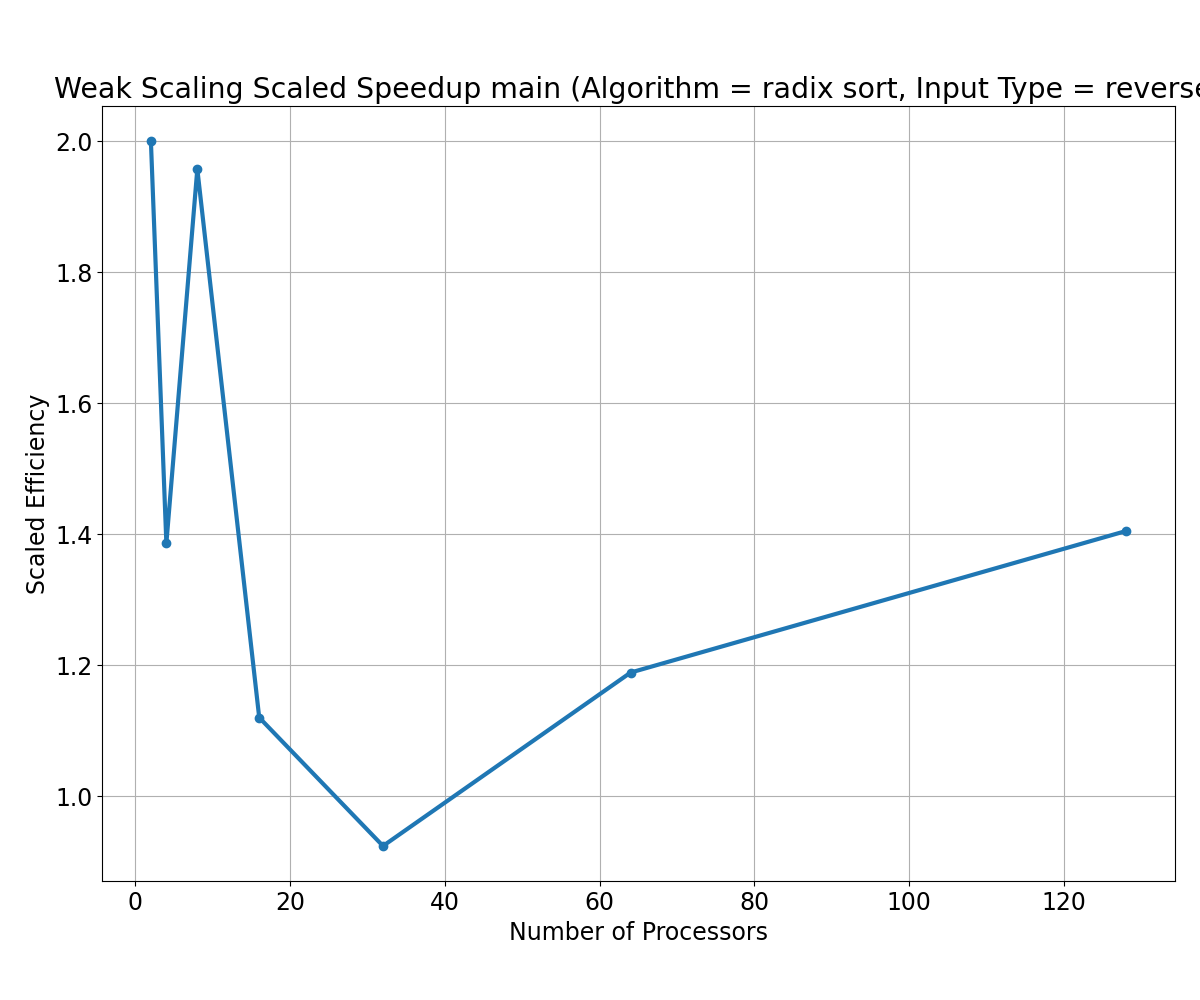 Weak Scaling Scaled Speedup main (Algorithm = radix sort, Input Type = reverse
2.0
1.8
1.6
1.4
1.2
1.0
Scaled Efficiency
0 20 40 60 80 100 120
Number of Processors